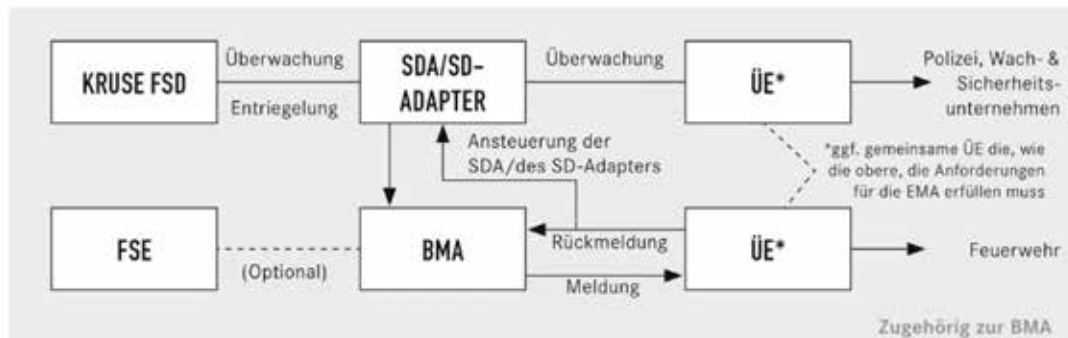 KRUSE FSD
Überwachung
Entriegelung
SDA/SD-
ADAPTER
Überwachung
ÜE*
Polizei, Wach- &
Sicherheits-
unternehmen
Ansteuerung der
SDA/des SD-Adapters
*ggf. gemeinsame ÜE die, wie
die obere, die Anforderungen
für die EMA erfüllen muss
FSE
(Optional)
BMA
Rückmeldung
Meldung
ÜE*
Feuerwehr
Zugehörig zur BMA